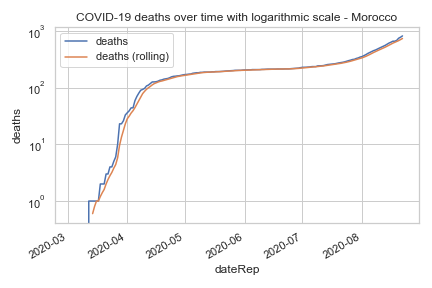 COVID-19 deaths over time with logarithmic scale - Morocco
deaths
deaths (rolling)
10³
10²
10¹
10⁰
deaths
2020-03
2020-04
2020-05
2020-06
2020-07
2020-08
dateRep